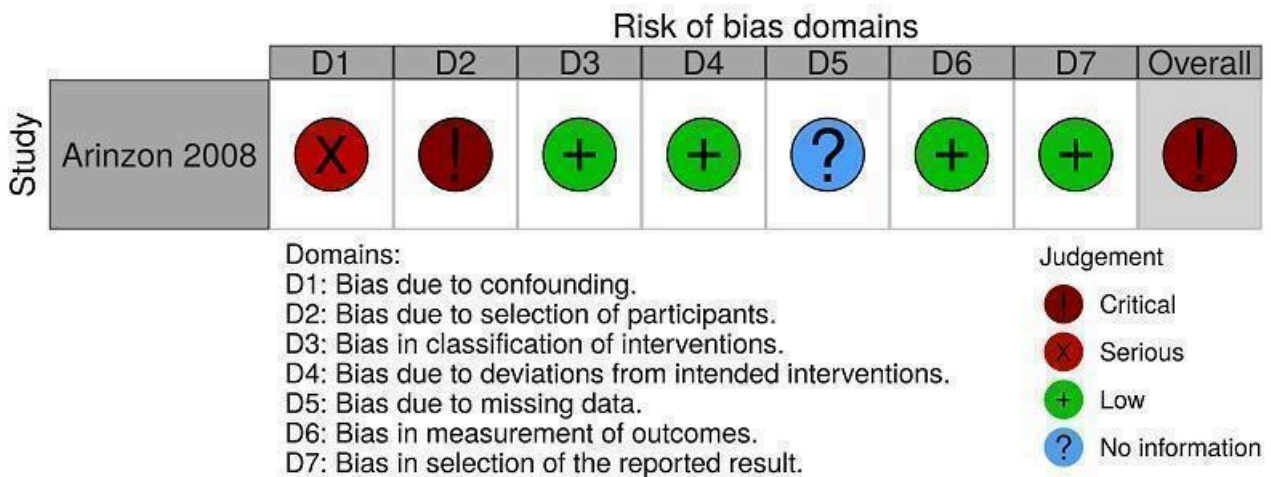 Risk of bias domains
D1 D2 D3 D4 D5 D6 D7 Overall
Study
Arinzon 2008 X ! + + ? + + !
Domains:
D1: Bias due to confounding.
D2: Bias due to selection of participants.
D3: Bias in classification of interventions.
D4: Bias due to deviations from intended interventions.
D5: Bias due to missing data.
D6: Bias in measurement of outcomes.
D7: Bias in selection of the reported result.
Judgement
! Critical
X Serious
+ Low
? No information